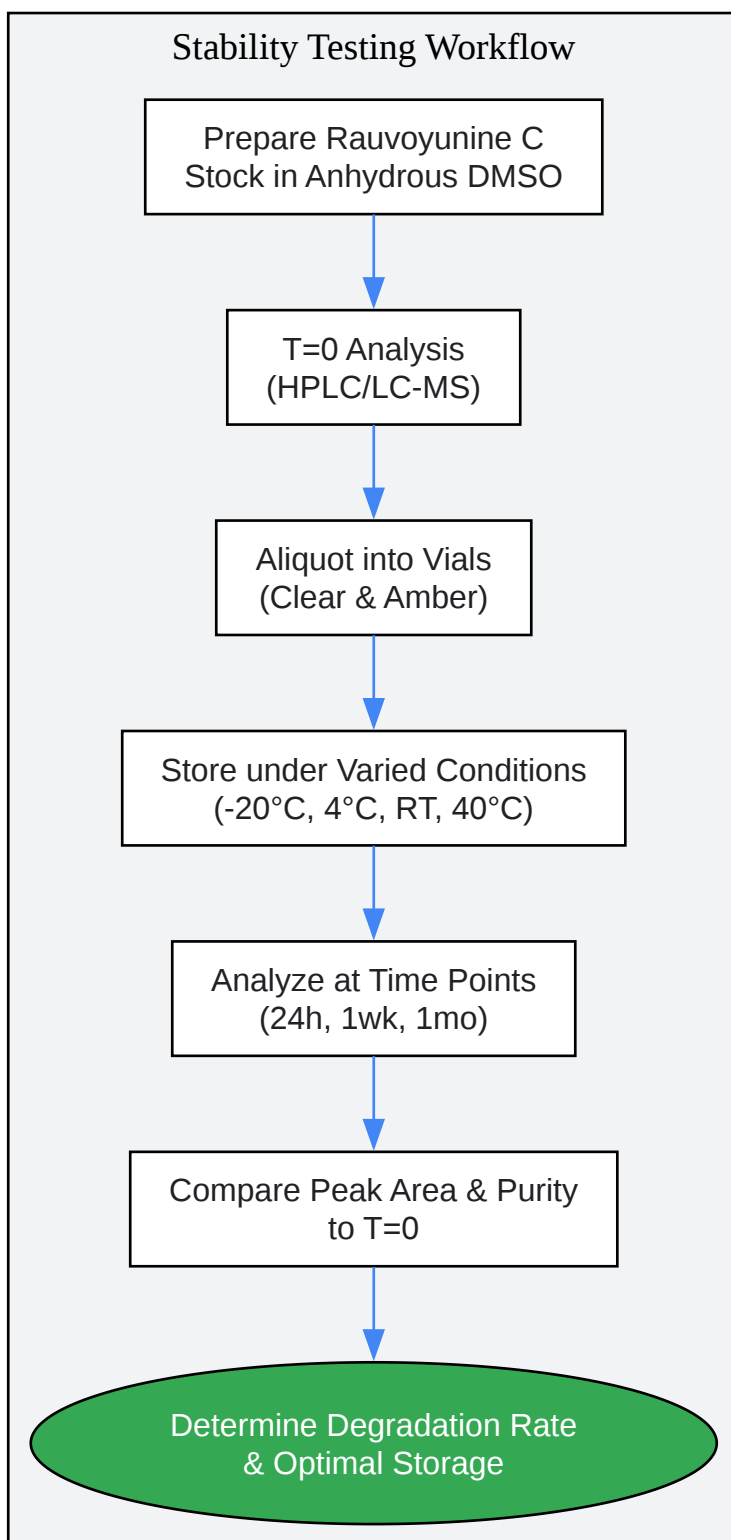 Stability Testing Workflow
Prepare Rauvoyunine C
Stock in Anhydrous DMSO
T=0 Analysis
(HPLC/LC-MS)
Aliquot into Vials
(Clear & Amber)
Store under Varied Conditions
(-20°C, 4°C, RT, 40°C)
Analyze at Time Points
(24h, 1wk, 1mo)
Compare Peak Area & Purity
to T=0
Determine Degradation Rate
& Optimal Storage